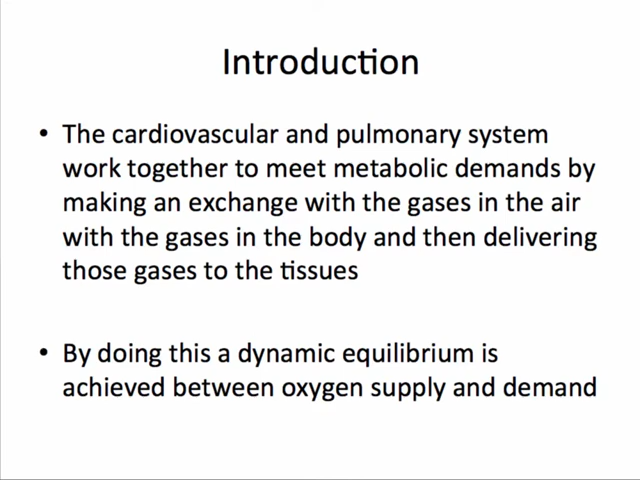 Introduction
• The cardiovascular and pulmonary system
work together to meet metabolic demands by
making an exchange with the gases in the air
with the gases in the body and then delivering
those gases to the tissues
• By doing this a dynamic equilibrium is
achieved between oxygen supply and demand